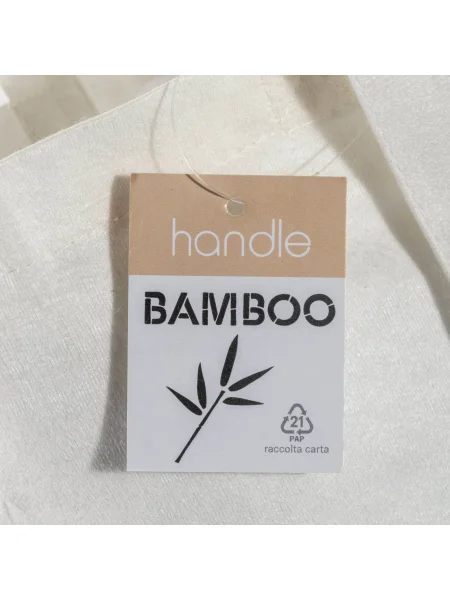 handle
BAMBOO
21
PAP
raccolta carta